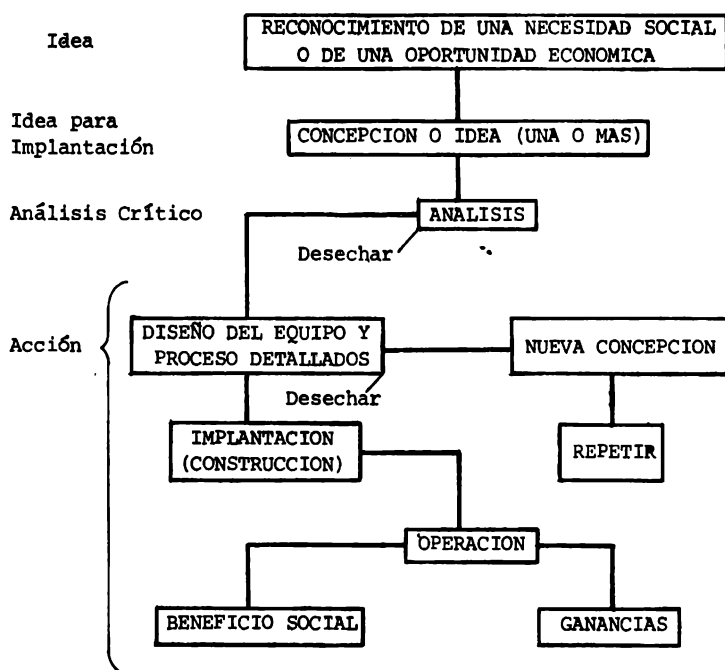 Idea
RECONOCIMIENTO DE UNA NECESIDAD SOCIAL
O DE UNA OPORTUNIDAD ECONOMICA
Idea para
Implantación
CONCEPCION O IDEA (UNA O MAS)
Análisis Crítico
ANALISIS
Desechar
Acción
DISEÑO DEL EQUIPO Y
PROCESO DETALLADOS
NUEVA CONCEPCION
Desechar
IMPLANTACION
(CONSTRUCCION)
REPETIR
OPERACION
BENEFICIO SOCIAL
GANANCIAS